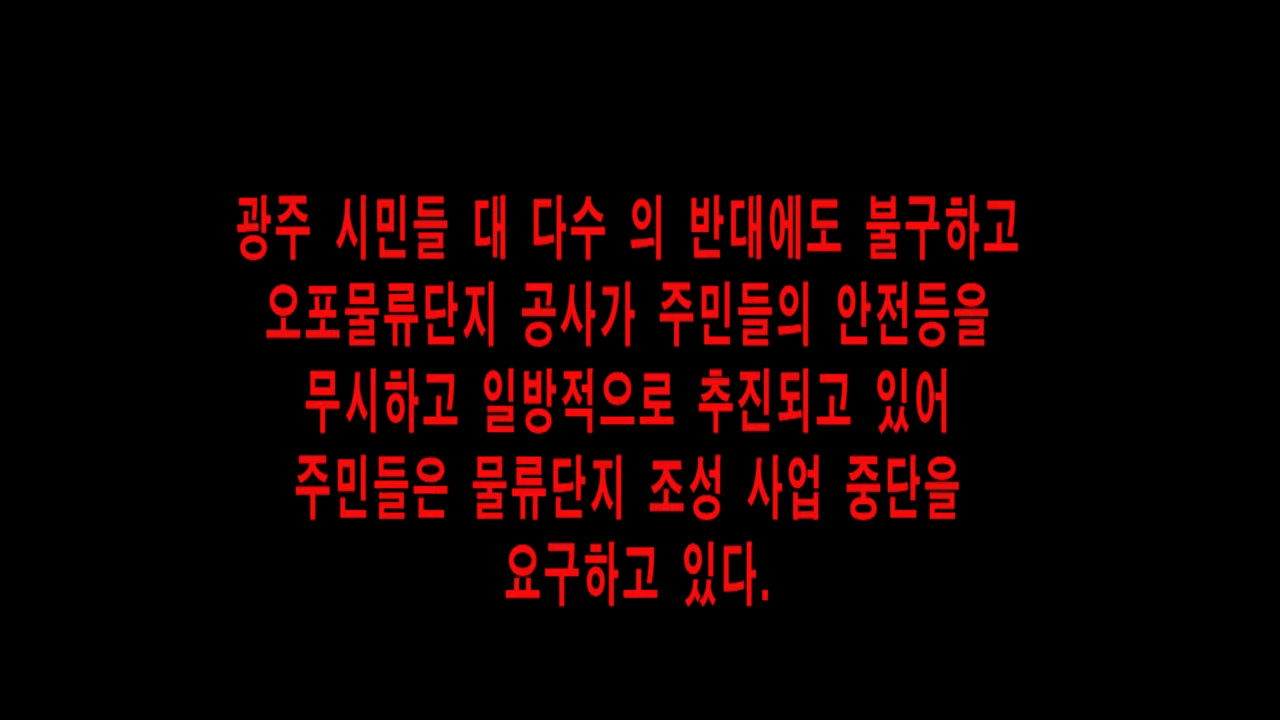 광주 시민들 대 다수 의 반대에도 불구하고
오포물류단지 공사가 주민들의 안전등을
무시하고 일방적으로 추진되고 있어
주민들은 물류단지 조성 사업 중단을
요구하고 있다.